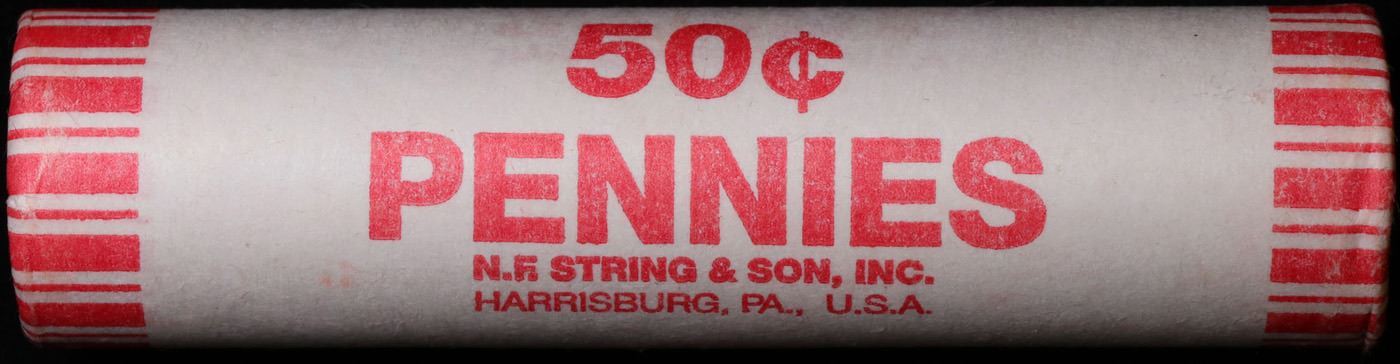 50¢
PENNIES
N.F. STRING & SON, INC.
HARRISBURG, PA., U.S.A.